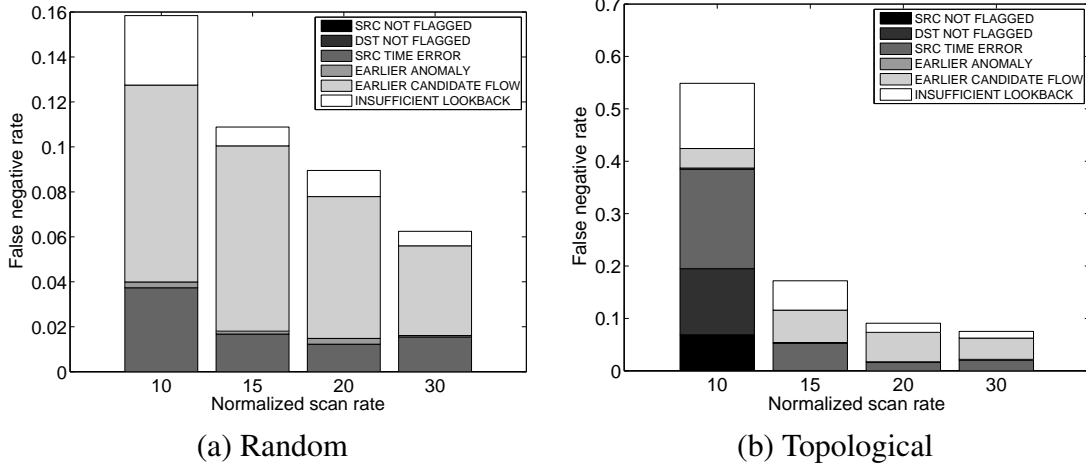 0.16
0.14
0.12
0.1
0.08
0.06
0.04
0.02
0
False negative rate
SRC NOT FLAGGED
DST NOT FLAGGED
SRC TIME ERROR
EARLIER ANOMALY
EARLIER CANDIDATE FLOW
INSUFFICIENT LOOKBACK
10 15 20 30
Normalized scan rate
(a) Random
0.7
0.6
0.5
0.4
0.3
0.2
0.1
0
False negative rate
SRC NOT FLAGGED
DST NOT FLAGGED
SRC TIME ERROR
EARLIER ANOMALY
EARLIER CANDIDATE FLOW
INSUFFICIENT LOOKBACK
10 15 20 30
Normalized scan rate
(b) Topological